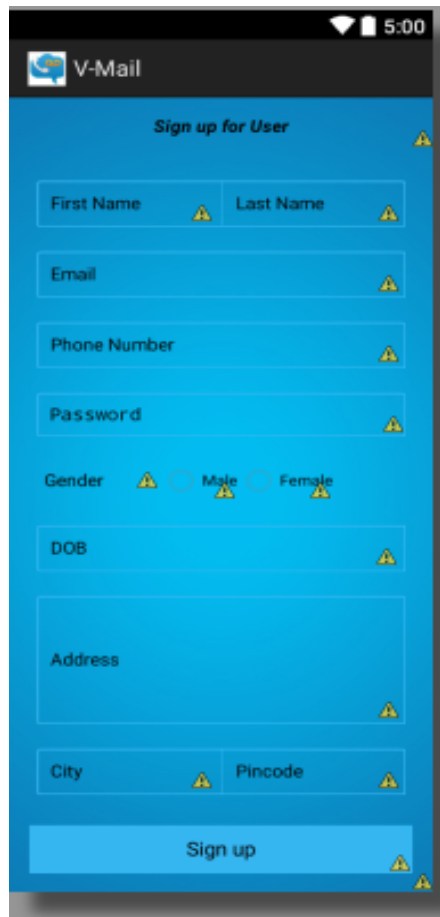 5:00
V-Mail
Sign up for User
First Name Last Name
Email
Phone Number
Password
Gender Male Female
DOB
Address
City Pincode
Sign up